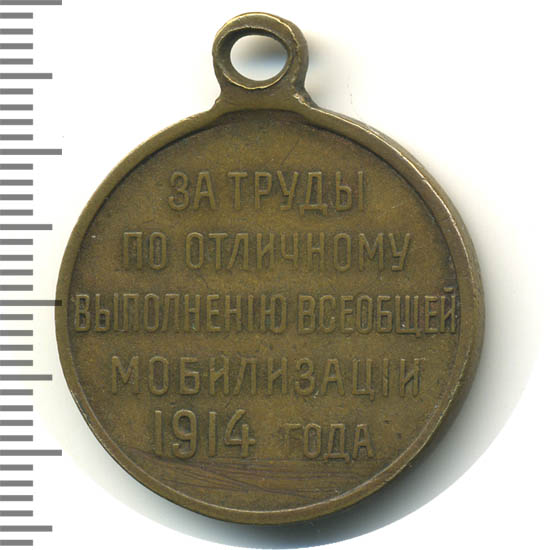 ЗА ТРУДЫ
ПО ОТЛИЧНОМУ
ВЫПОЛНЕНІЮ ВСЕОБЩЕЙ
МОБИЛИЗАЦІИ
1914 ГОДА